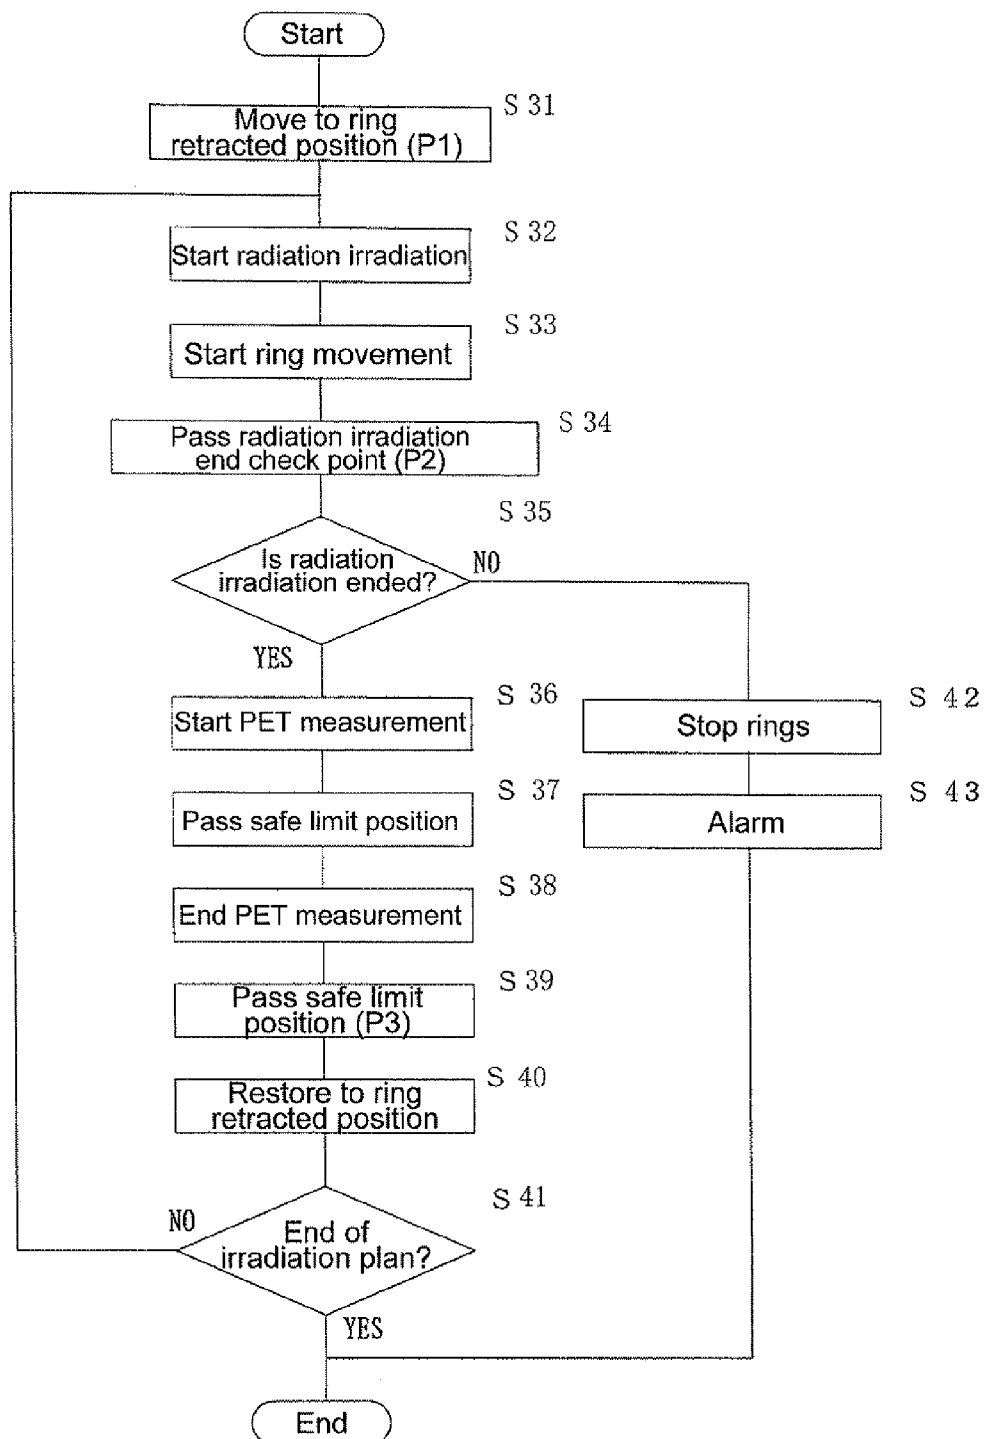 Start
S 31
Move to ring
retracted position (P1)
S 32
Start radiation irradiation
S 33
Start ring movement
S 34
Pass radiation irradiation
end check point (P2)
S 35
Is radiation
irradiation ended?
NO
YES
S 36
Start PET measurement
S 42
Stop rings
S 37
Pass safe limit position
S 43
Alarm
S 38
End PET measurement
S 39
Pass safe limit
position (P3)
S 40
Restore to ring
retracted position
S 41
NO
End of
irradiation plan?
YES
End